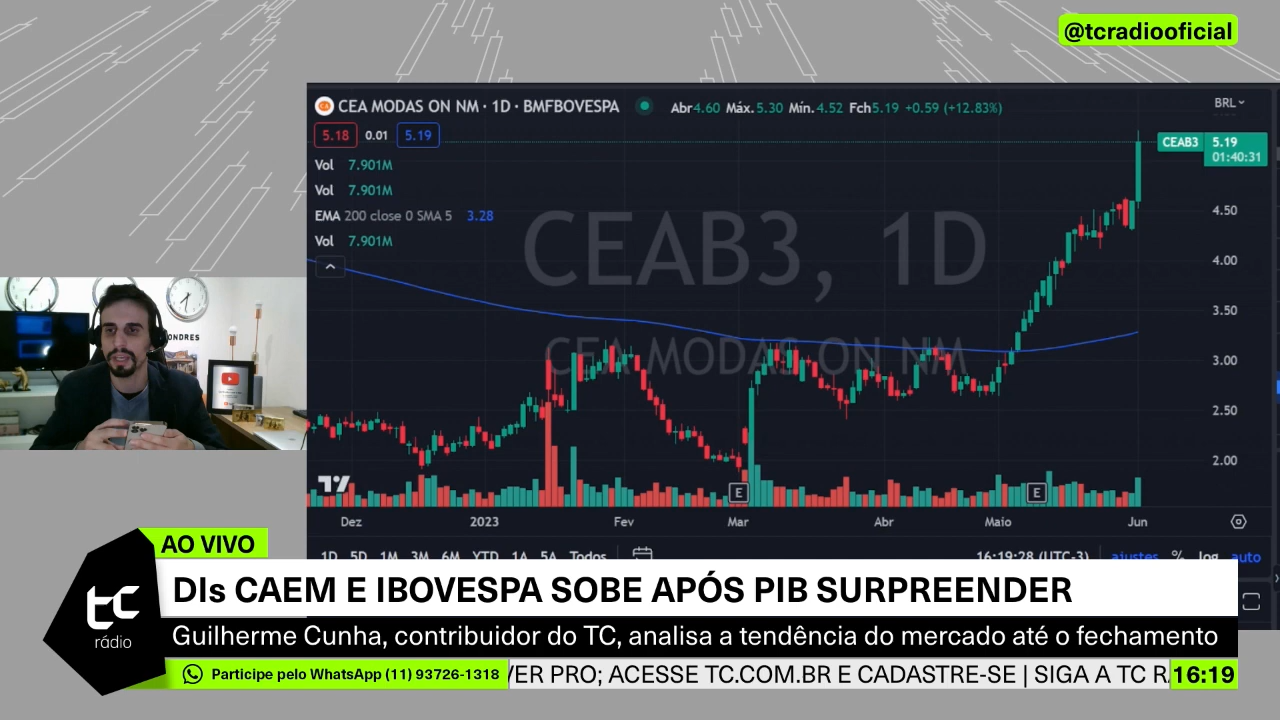 @tcradiooficial
CEA MODAS ON NM · 1D · BMFBOVESPA
Abr4.60 Máx.5.30 Mín.4.52 Fch5.19 +0.59 (+12.83%)
BRL
5.18 0.01 5.19
CEAB3 5.19
01:40:31
Vol 7.901M
Vol 7.901M
EMA 200 close 0 SMA 5 3.28
Vol 7.901M
CEAB3, 1D
CEA MODAS ON NM
4.50
4.00
3.50
3.00
2.50
2.00
ONDRES
E
E
Dez 2023 Fev Mar Abr Maio Jun
1D 5D 1M 3M 6M YTD 1A 5A Todos 16:19:28 (UTC-3) ajustes % log auto
AO VIVO
tc
rádio
DIs CAEM E IBOVESPA SOBE APÓS PIB SURPREENDER
Guilherme Cunha, contribuidor do TC, analisa a tendência do mercado até o fechamento
Participe pelo WhatsApp (11) 93726-1318
VER PRO; ACESSE TC.COM.BR E CADASTRE-SE | SIGA A TC R
16:19